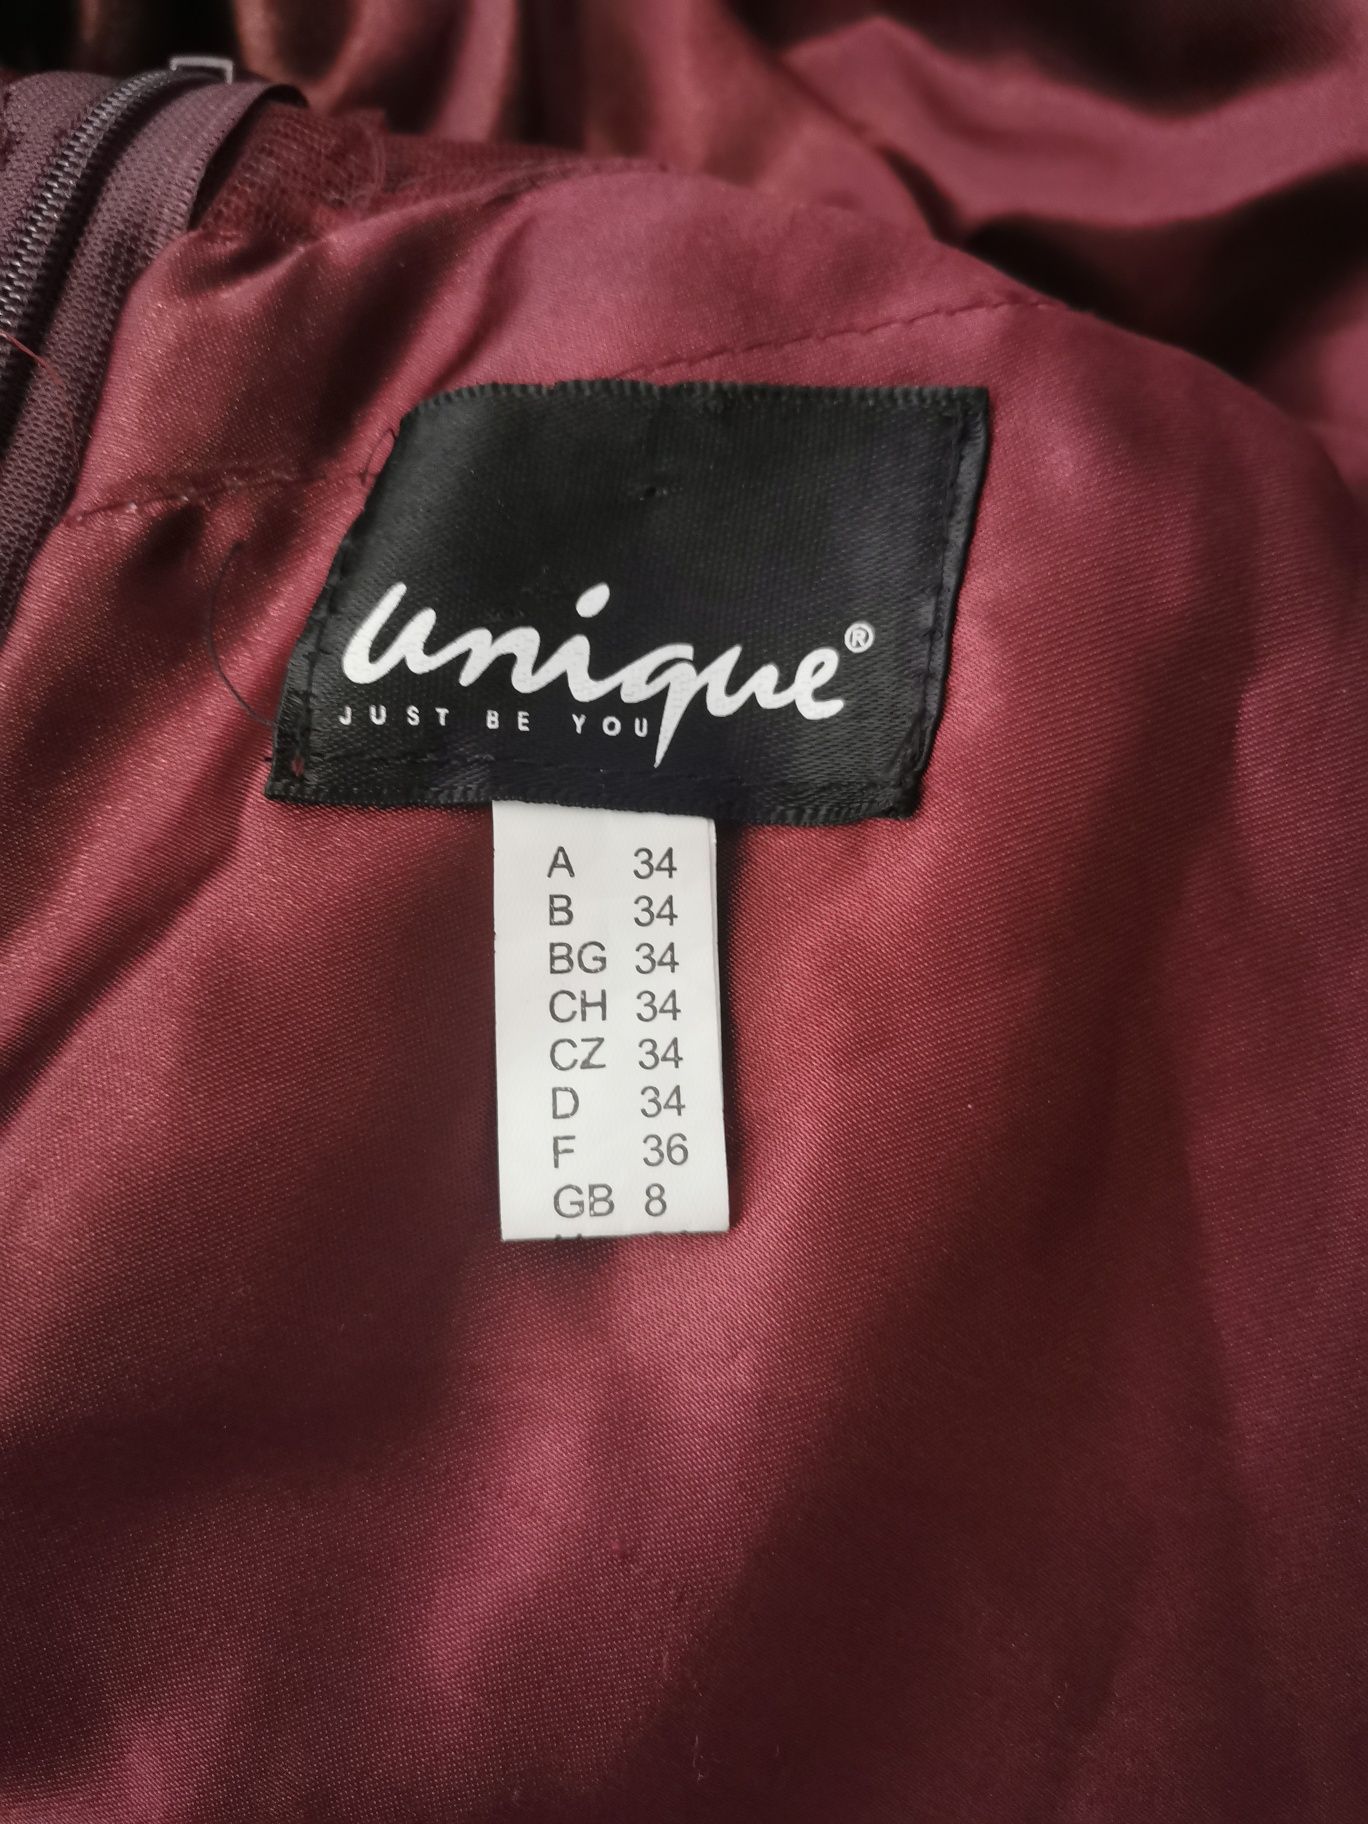 unique®
JUST BE YOU
A 34
B 34
BG 34
CH 34
CZ 34
D 34
F 36
GB 8